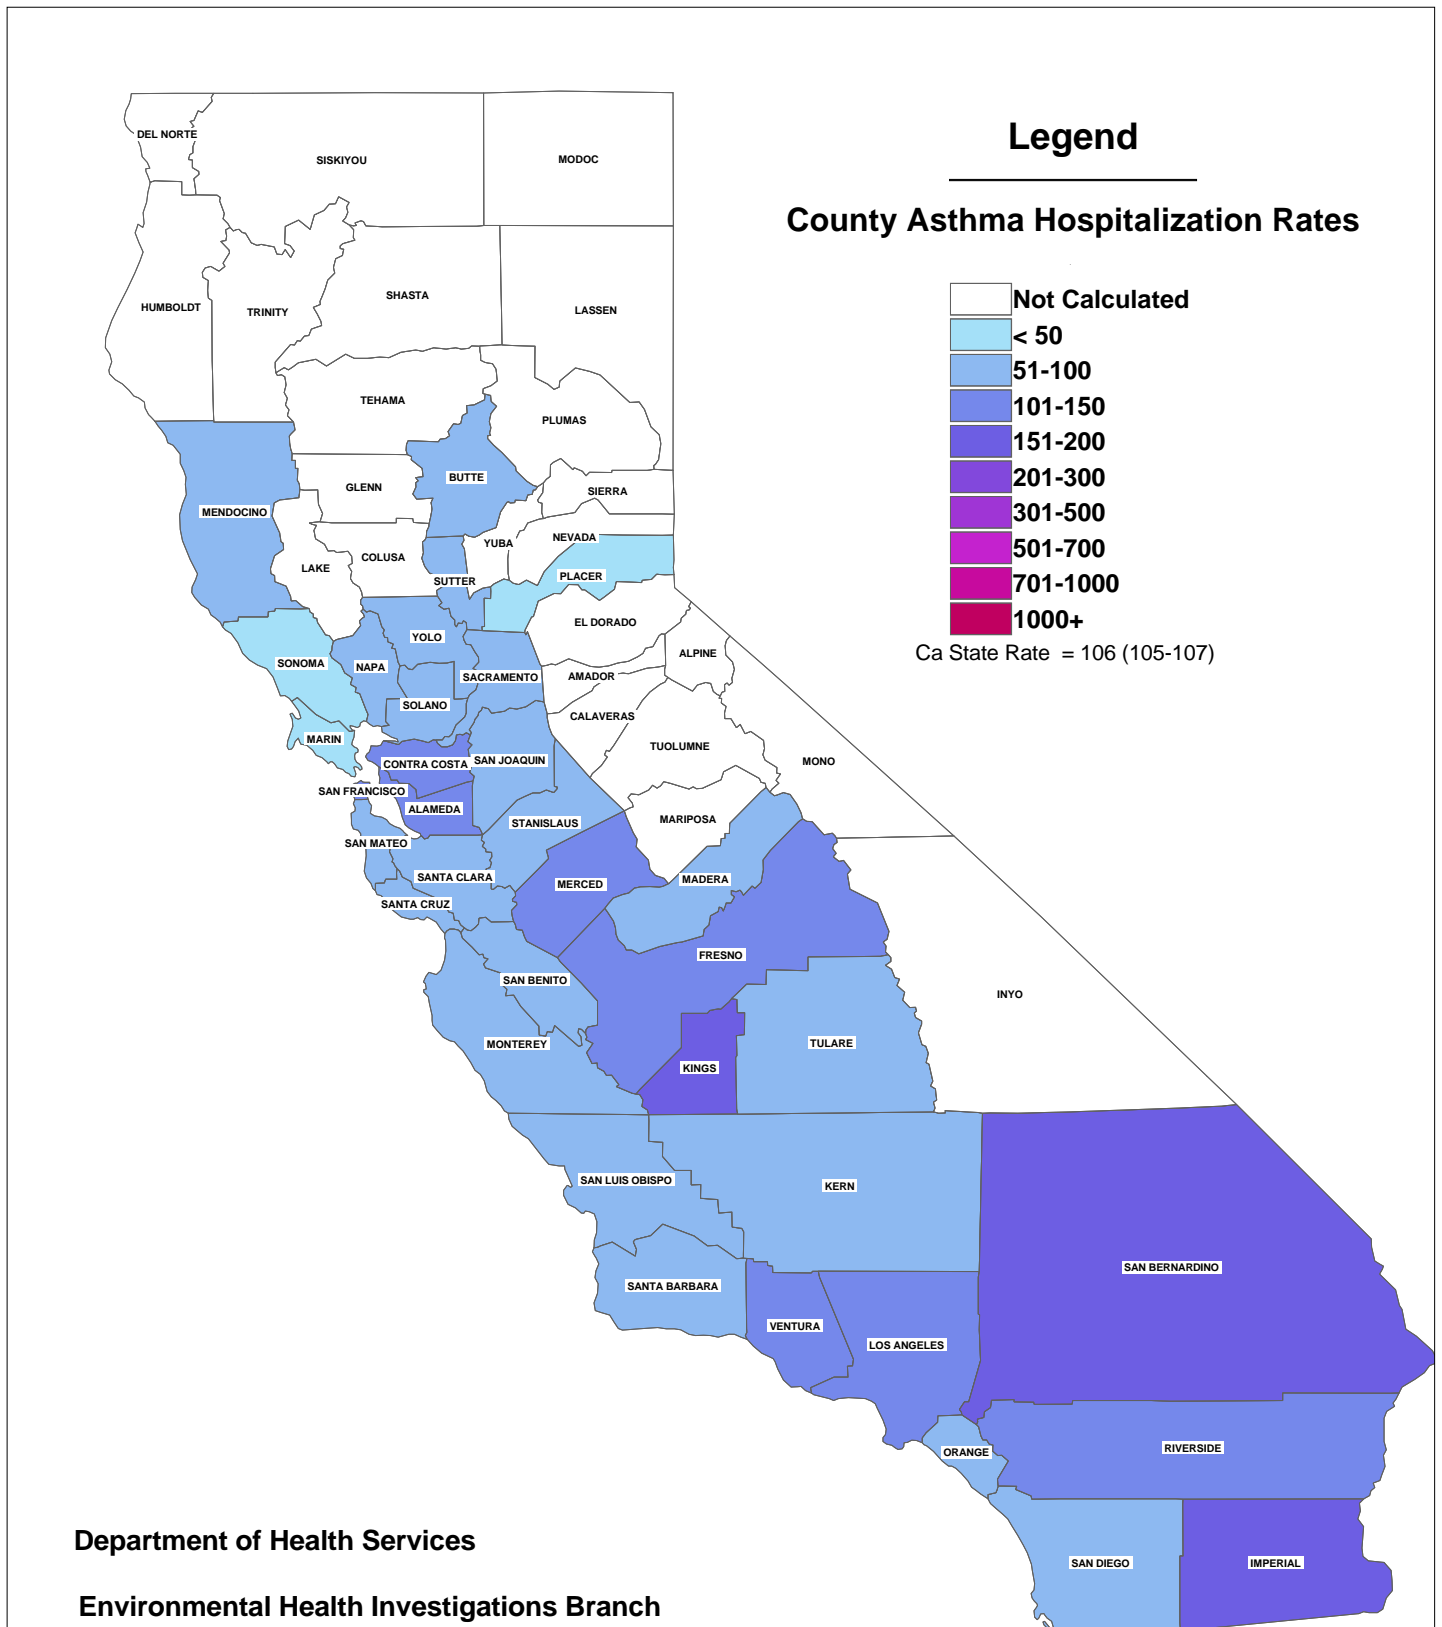 Legend
County Asthma Hospitalization Rates
Not Calculated
< 50
51-100
101-150
151-200
201-300
301-500
501-700
701-1000
1000+
Ca State Rate = 106 (105-107)
DEL NORTE
SISKIYOU
MODOC
HUMBOLDT
TRINITY
SHASTA
LASSEN
TEHAMA
PLUMAS
BUTTE
GLENN
SIERRA
MENDOCINO
NEVADA
YUBA
COLUSA
LAKE
SUTTER
PLACER
EL DORADO
YOLO
ALPINE
SONOMA
NAPA
SACRAMENTO
AMADOR
SOLANO
CALAVERAS
MARIN
TUOLUMNE
SAN JOAQUIN
CONTRA COSTA
MONO
SAN FRANCISCO
ALAMEDA
STANISLAUS
MARIPOSA
SAN MATEO
SANTA CLARA
MERCED
MADERA
SANTA CRUZ
FRESNO
SAN BENITO
INYO
MONTEREY
TULARE
KINGS
SAN LUIS OBISPO
KERN
SAN BERNARDINO
SANTA BARBARA
VENTURA
LOS ANGELES
ORANGE
RIVERSIDE
SAN DIEGO
IMPERIAL
Department of Health Services
Environmental Health Investigations Branch